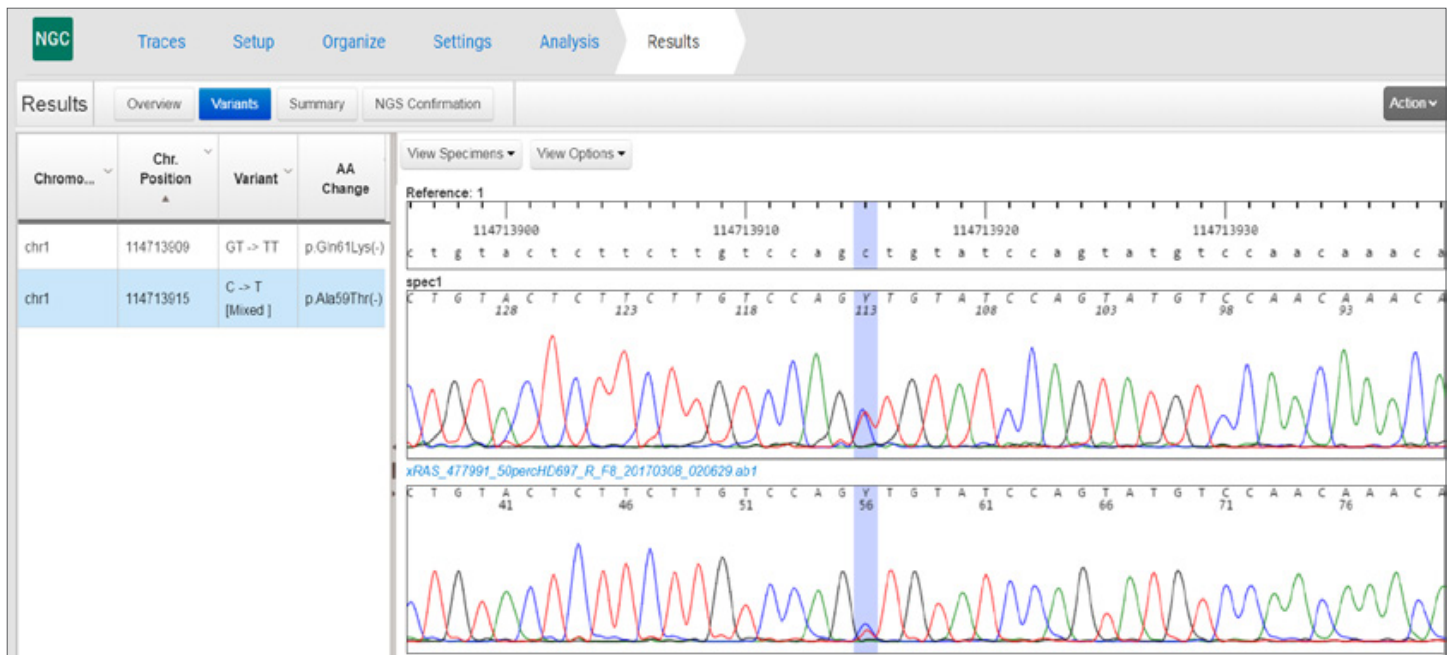 NGC Traces Setup Organize Settings Analysis Results
Results Overview Variants Summary NGS Confirmation Action
Chromo... Chr. Position Variant AA Change
chr1 114713909 GT -> TT p.Gln61Lys(-)
chr1 114713915 C -> T [Mixed ] p.Ala59Thr(-)
View Specimens View Options
Reference: 1
114713900 114713910 114713920 114713930
c t g t a c t c t t c t t g t c c a g c t g t a t c c a g t a t g t c c a a c a a a c a
spec1
C T G T A C T C T T C T T G T C C A G Y T G T A T C C A G T A T G T C C A A C A A A C A
128 123 118 113 108 103 98 93
xRAS_477991_50percHD697_R_F8_20170308_020629.ab1
C T G T A C T C T T C T T G T C C A G Y T G T A T C C A G T A T G T C C A A C A A A C A
41 46 51 56 61 66 71 76